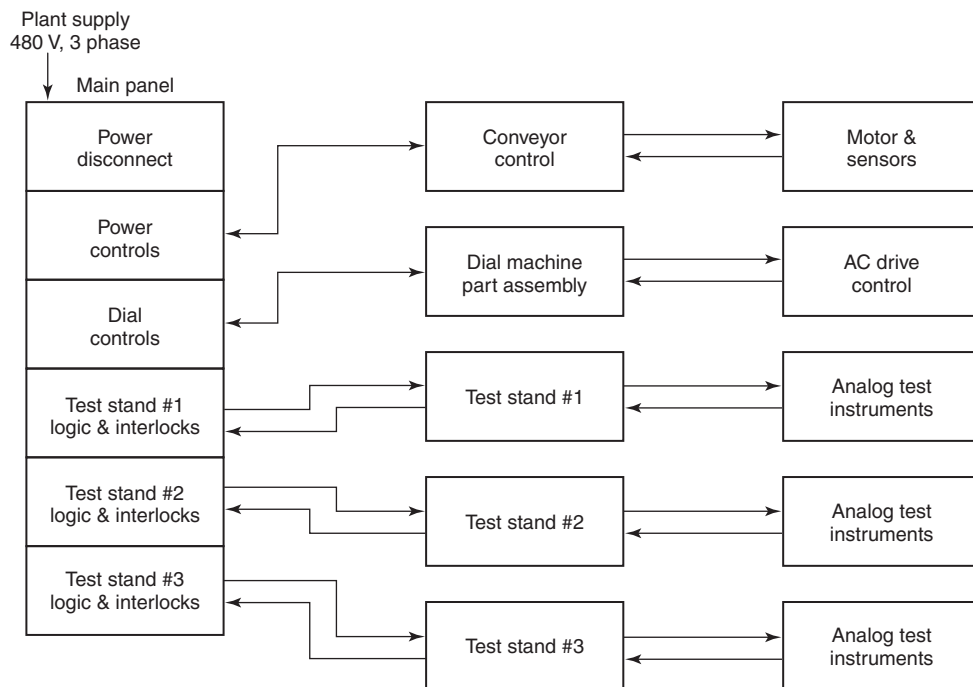 Plant supply
480 V, 3 phase
Main panel
Power
disconnect
Power
controls
Dial
controls
Test stand #1
logic & interlocks
Test stand #2
logic & interlocks
Test stand #3
logic & interlocks
Conveyor
control
Motor &
sensors
Dial machine
part assembly
AC drive
control
Test stand #1
Analog test
instruments
Test stand #2
Analog test
instruments
Test stand #3
Analog test
instruments